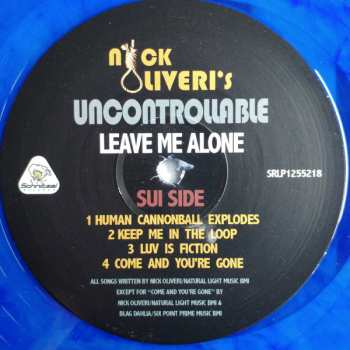 NICK
OLIVERI's
UNCONTROLLABLE
LEAVE ME ALONE
Schnitzel
RECORDS
SRLP1255218
SUI SIDE
1 HUMAN CANNONBALL EXPLODES
2 KEEP ME IN THE LOOP
3 LUV IS FICTION
4 COME AND YOU'RE GONE
ALL SONGS WRITTEN BY NICK OLIVERI/NATURAL LIGHT MUSIC BMI
EXCEPT FOR "COME AND YOU'RE GONE" BY
NICK OLIVERI/NATURAL LIGHT MUSIC BMI &
BLAG DAHLIA/SIX POINT PRIME MUSIC BMI